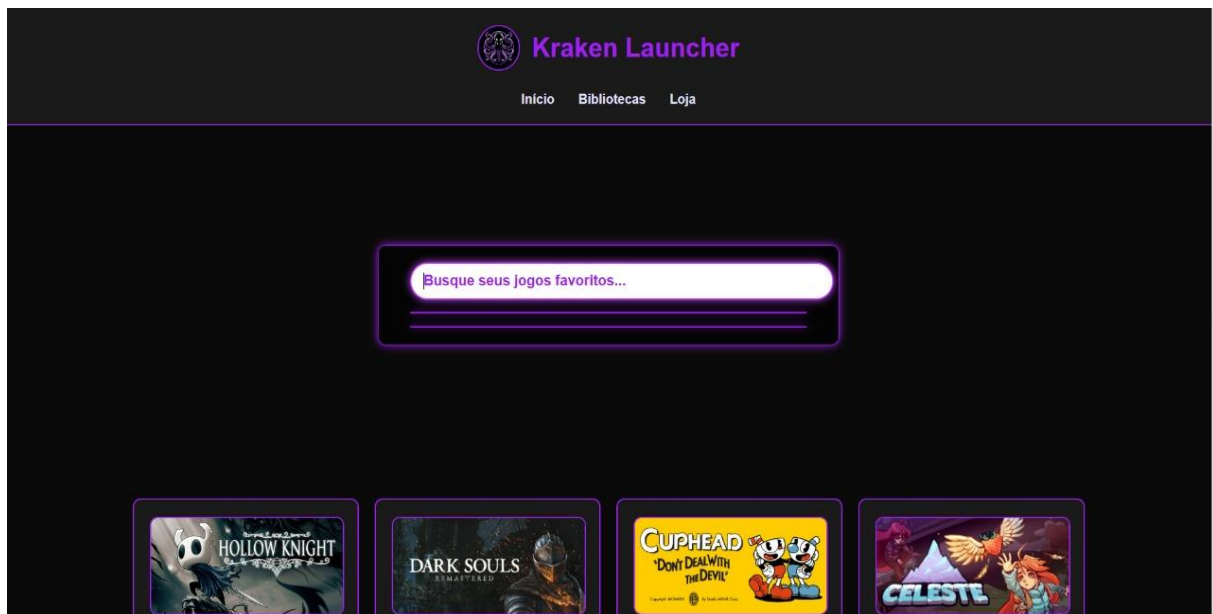 Kraken Launcher
Início Bibliotecas Loja
Busque seus jogos favoritos...
HOLLOW KNIGHT
DARK SOULS
REMASTERED
CUPHEAD
"DON'T DEAL WITH
THE DEVIL"
CELESTE